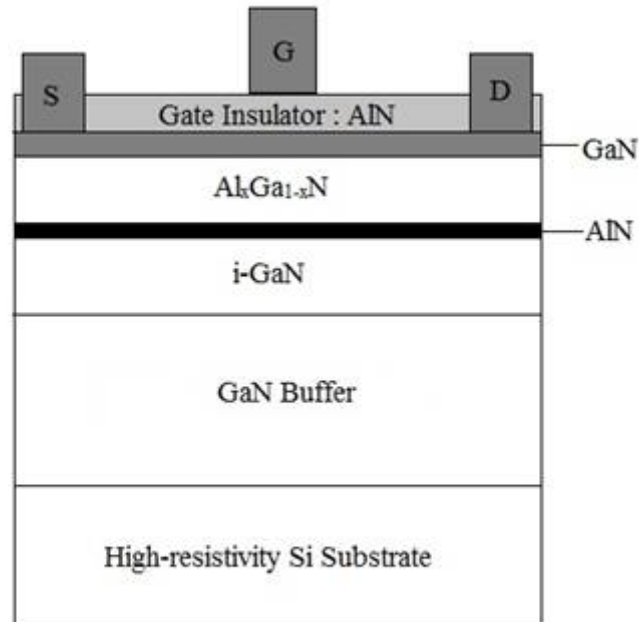 G
S
D
Gate Insulator : AlN
GaN
AlxGa1-xN
AlN
i-GaN
GaN Buffer
High-resistivity Si Substrate